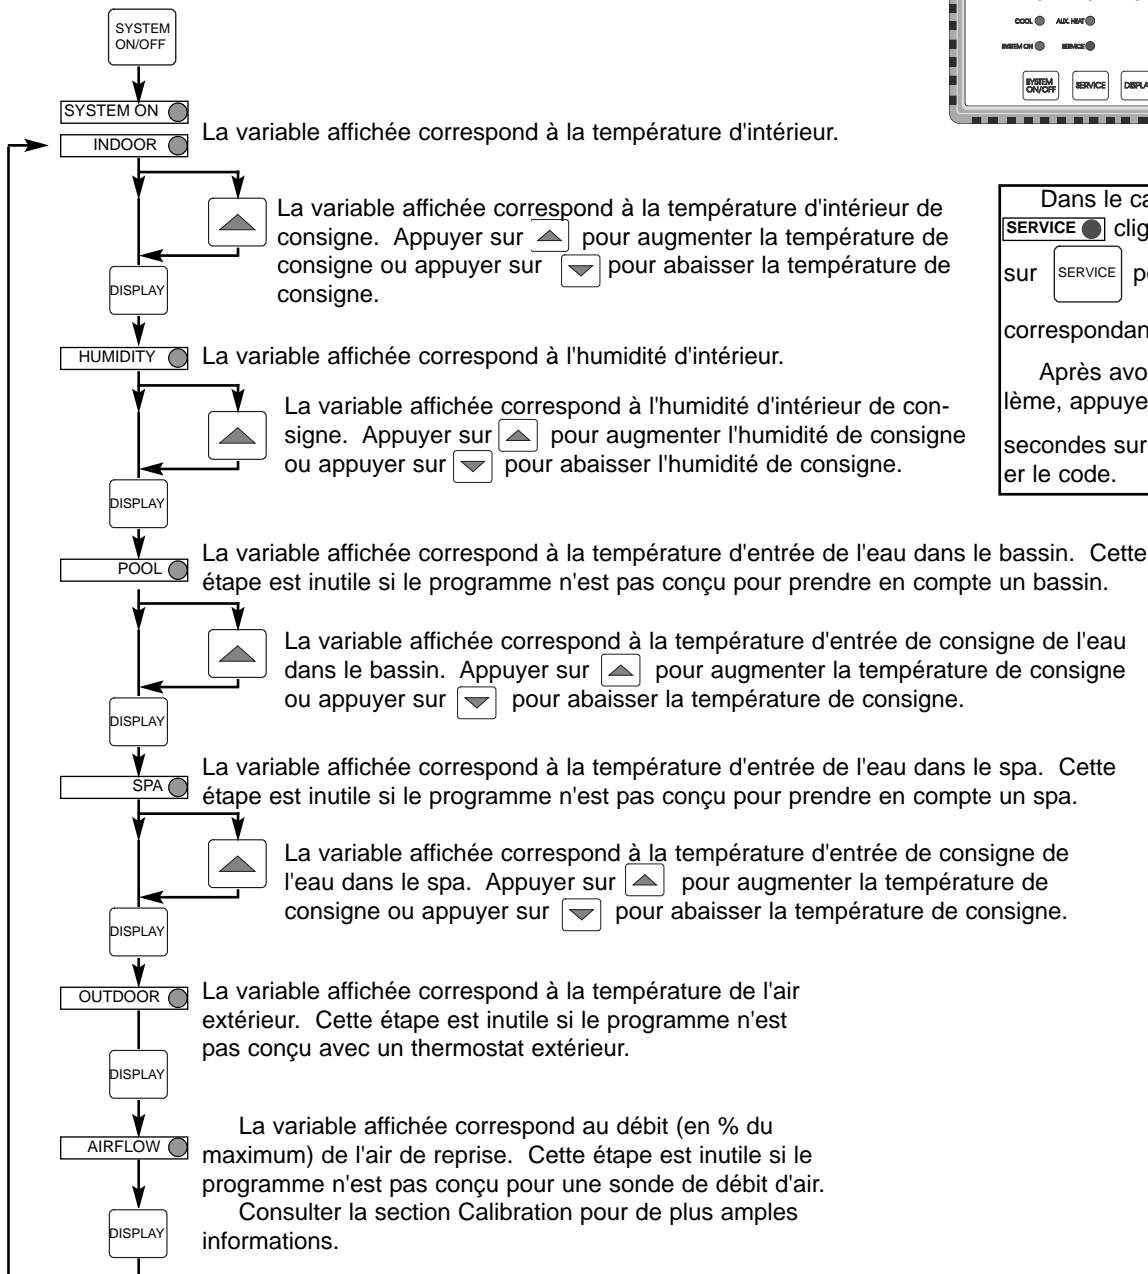 SYSTEM
ON/OFF
COOL
AUX. HEAT
SYSTEM ON
SERVICE
SYSTEM
ON/OFF
SERVICE
SYSTEM ON
INDOOR
La variable affichée correspond à la température d'intérieur.
La variable affichée correspond à la température d'intérieur de
consigne. Appuyer sur pour augmenter la température de
consigne ou appuyer sur pour abaisser la température de
consigne.
DISPLAY
Dans le
SERVICE
sur SERVICE
Après
lème,
secondes sur
er le code.
HUMIDITY
La variable affichée correspond à l'humidité d'intérieur.
La variable affichée correspond à l'humidité d'intérieur de con-
signe. Appuyer sur pour augmenter l'humidité de consigne
ou appuyer sur pour abaisser l'humidité de consigne.
DISPLAY
POOL
La variable affichée correspond à la température d'entrée de l'eau dans le bassin. Cette
étape est inutile si le programme n'est pas conçu pour prendre en compte un bassin.
La variable affichée correspond à la température d'entrée de consigne de l'eau
dans le bassin. Appuyer sur pour augmenter la température de consigne
ou appuyer sur pour abaisser la température de consigne.
DISPLAY
SPA
La variable affichée correspond à la température d'entrée de l'eau dans le spa. Cette
étape est inutile si le programme n'est pas conçu pour prendre en compte un spa.
La variable affichée correspond à la température d'entrée de consigne de
l'eau dans le spa. Appuyer sur pour augmenter la température de
consigne ou appuyer sur pour abaisser la température de consigne.
DISPLAY
OUTDOOR
La variable affichée correspond à la température de l'air
extérieur. Cette étape est inutile si le programme n'est
pas conçu avec un thermostat extérieur.
DISPLAY
AIRFLOW
La variable affichée correspond au débit (en % du
maximum) de l'air de reprise. Cette étape est inutile si le
programme n'est pas conçu pour une sonde de débit d'air.
Consulter la section Calibration pour de plus amples
informations.
DISPLAY